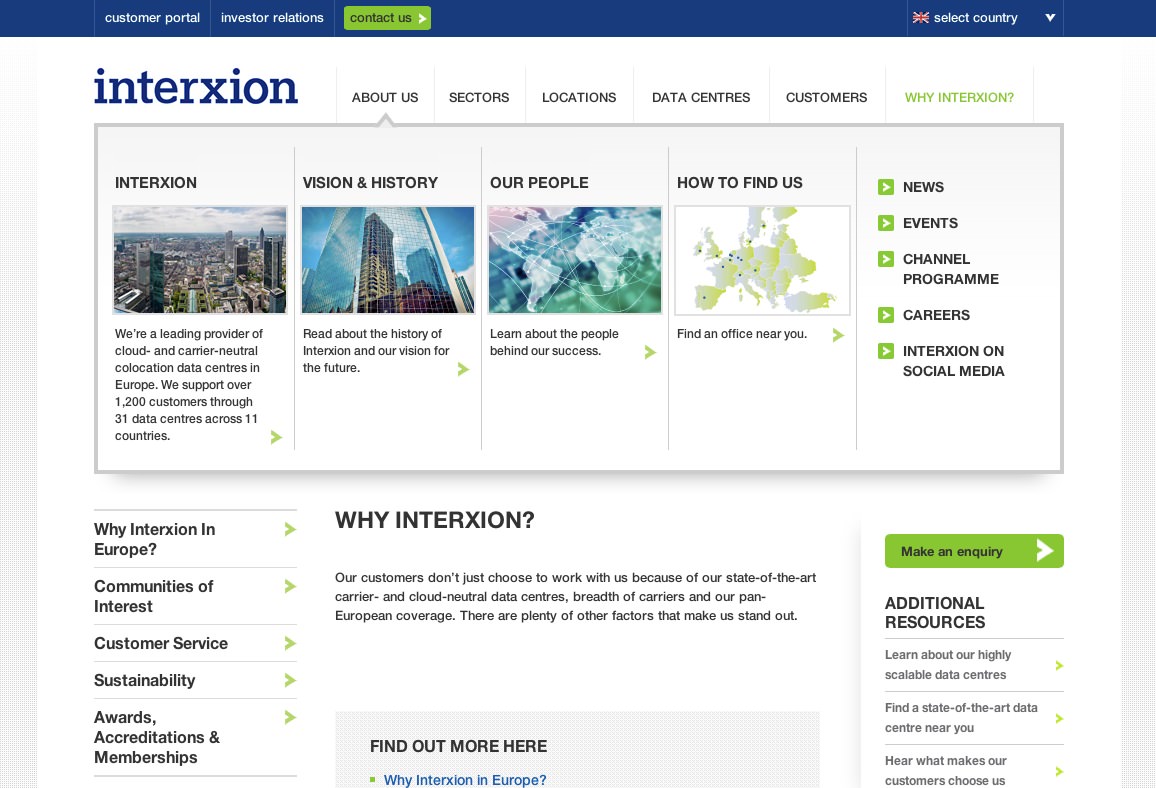 customer portal
investor relations
contact us
select country
interxion
ABOUT US
SECTORS
LOCATIONS
DATA CENTRES
CUSTOMERS
WHY INTERXION?
INTERXION
We're a leading provider of
cloud- and carrier-neutral
colocation data centres in
Europe. We support over
1,200 customers through
31 data centres across 11
countries.
VISION & HISTORY
Read about the history of
Interxion and our vision for
the future.
OUR PEOPLE
Learn about the people
behind our success.
HOW TO FIND US
Find an office near you.
NEWS
EVENTS
CHANNEL
PROGRAMME
CAREERS
INTERXION ON
SOCIAL MEDIA
Why Interxion In
Europe?
Communities of
Interest
Customer Service
Sustainability
Awards,
Accreditations &
Memberships
WHY INTERXION?
Our customers don't just choose to work with us because of our state-of-the-art
carrier- and cloud-neutral data centres, breadth of carriers and our pan-
European coverage. There are plenty of other factors that make us stand out.
FIND OUT MORE HERE
Why Interxion in Europe?
Make an enquiry
ADDITIONAL
RESOURCES
Learn about our highly
scalable data centres
Find a state-of-the-art data
centre near you
Hear what makes our
customers choose us